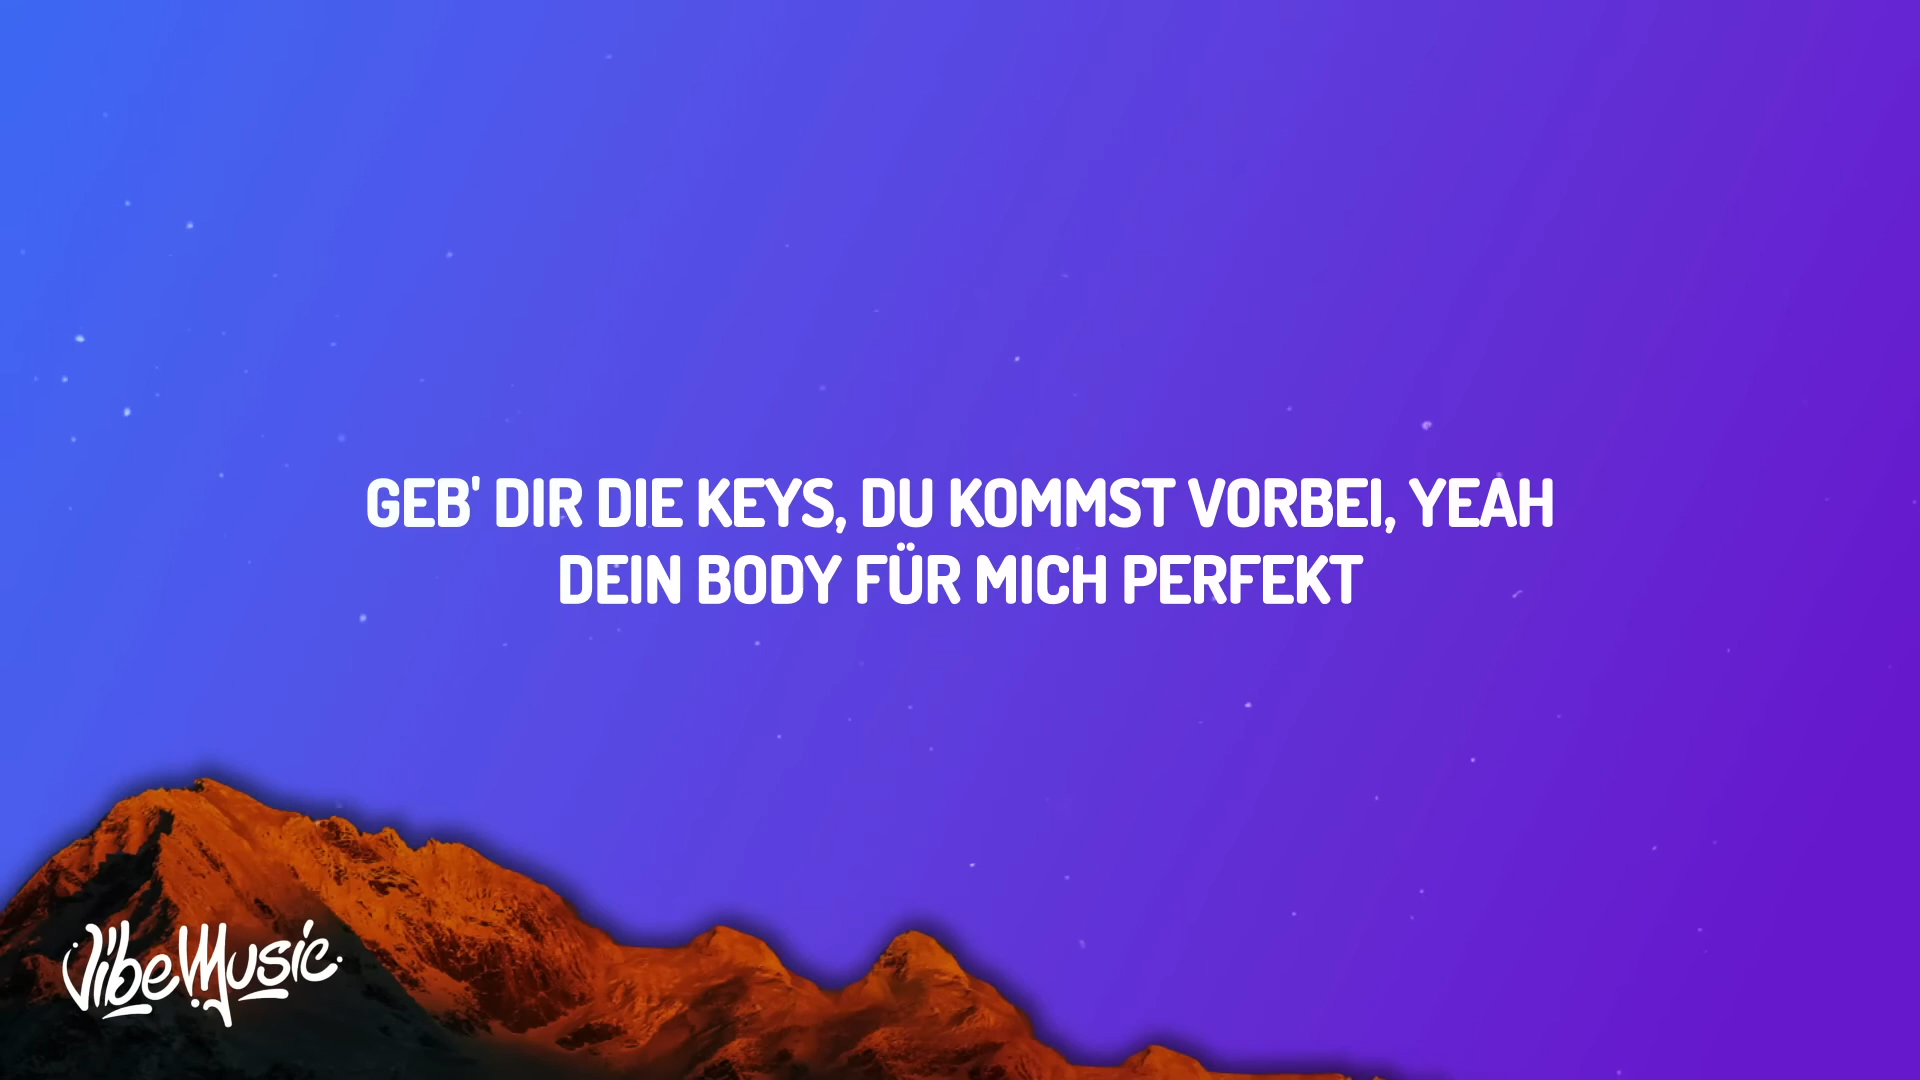 GEB' DIR DIE KEYS, DU KOMMST VORBEI, YEAH
DEIN BODY FÜR MICH PERFEKT
VibeMusic